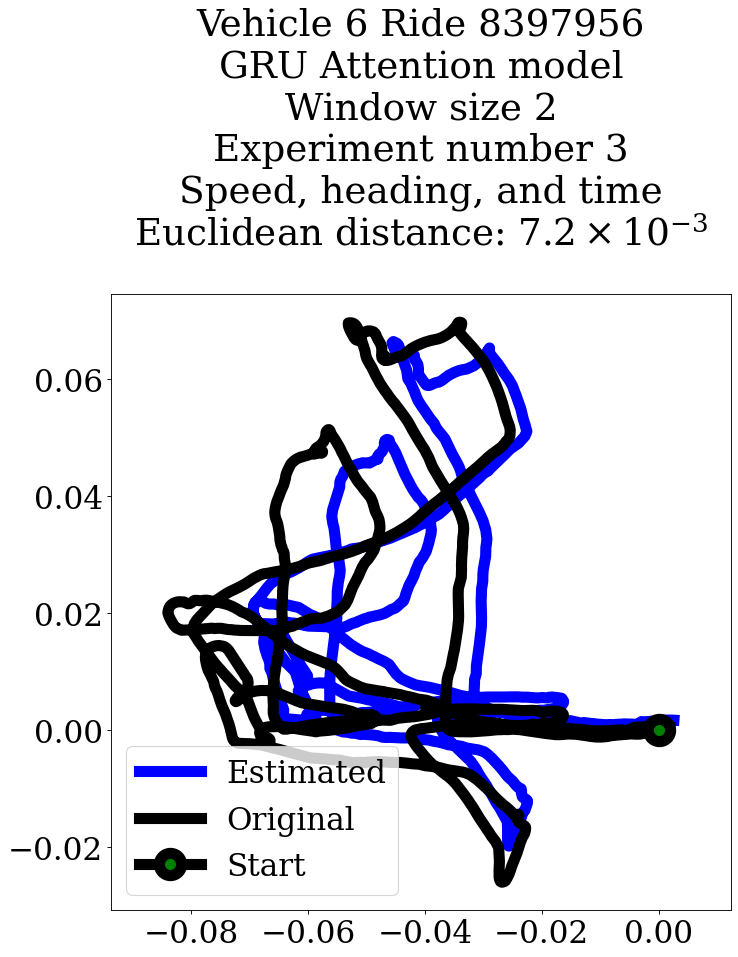 Vehicle 6 Ride 8397956
GRU Attention model
Window size 2
Experiment number 3
Speed, heading, and time
Euclidean distance: 7.2 × 10⁻³
0.06
0.04
0.02
0.00
−0.02
Estimated
Original
Start
−0.08 −0.06 −0.04 −0.02 0.00